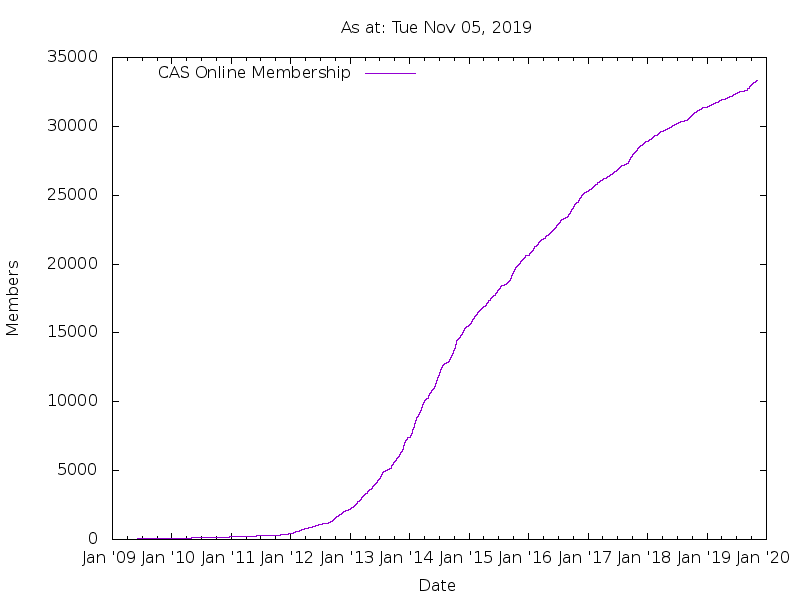 As at: Tue Nov 05, 2019
CAS Online Membership
35000
30000
25000
20000
15000
10000
5000
0
Members
Jan '09 Jan '10 Jan '11 Jan '12 Jan '13 Jan '14 Jan '15 Jan '16 Jan '17 Jan '18 Jan '19 Jan '20
Date